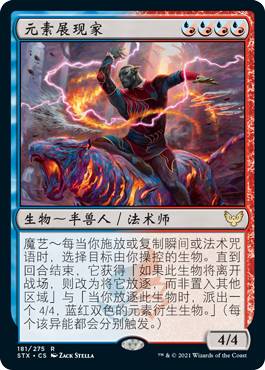 元素展现家
生物～半兽人／法术师
魔艺～每当你施放或复制瞬间或法术咒
语时，选择目标由你操控的生物。直到
回合结束，它获得「如果此生物将离开
战场，则改为将它放逐，而非置入其他
区域」与「当你放逐此生物时，派出一
个4/4，蓝红双色的元素衍生生物。」（每
个该异能都会分别触发。）
4/4
181/275 R
STX • CS ZACK STELLA
™ & © 2021 Wizards of the Coast